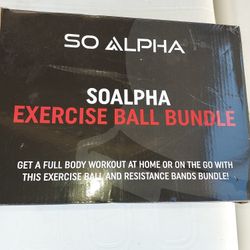 SO ALPHA
SOALPHA
EXERCISE BALL BUNDLE
GET A FULL BODY WORKOUT AT HOME OR ON THE GO WITH
THIS EXERCISE BALL AND RESISTANCE BANDS BUNDLE!